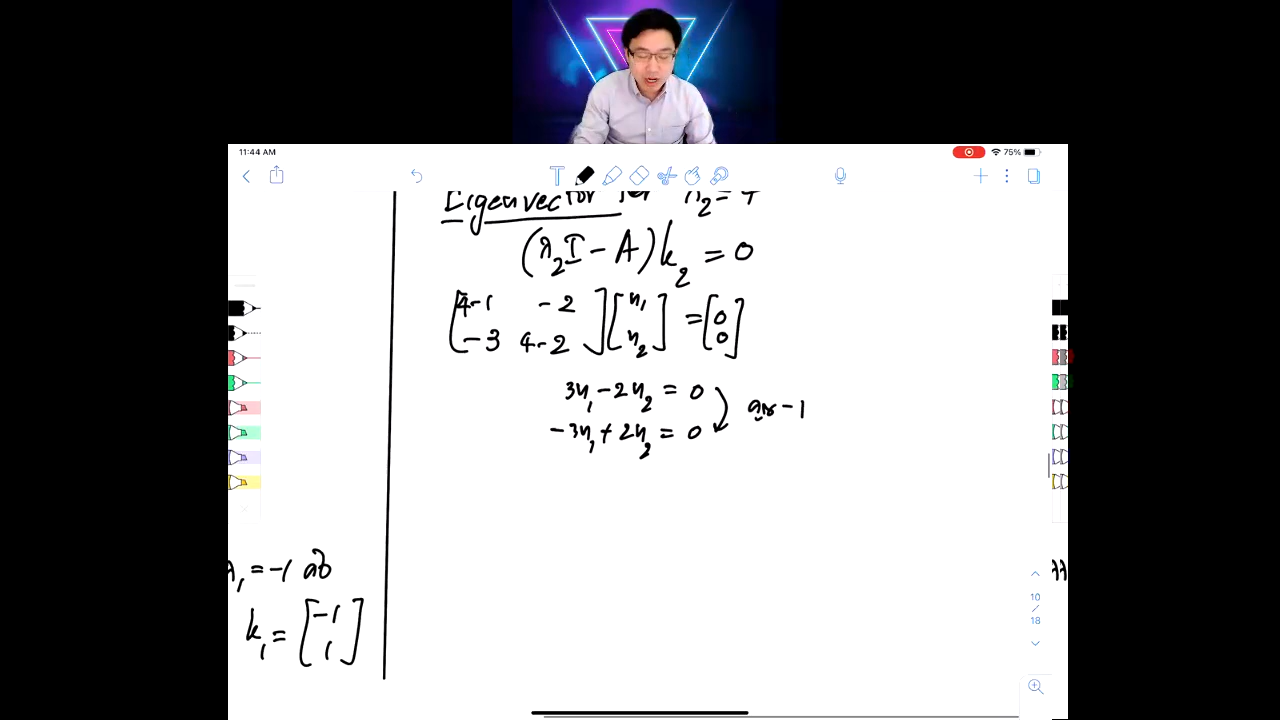 11:44 AM
75%
T
Eigenvector for λ₂ = 4
(λ₂I - A)k₂ = 0
[4-1 -2] [x₁] = [0]
[-3 4-2] [x₂] [0]
3x₁ - 2x₂ = 0
-3x₁ + 2x₂ = 0
-1
λ₁ = -1
k₁ = [-1]
[1]
10
/
18